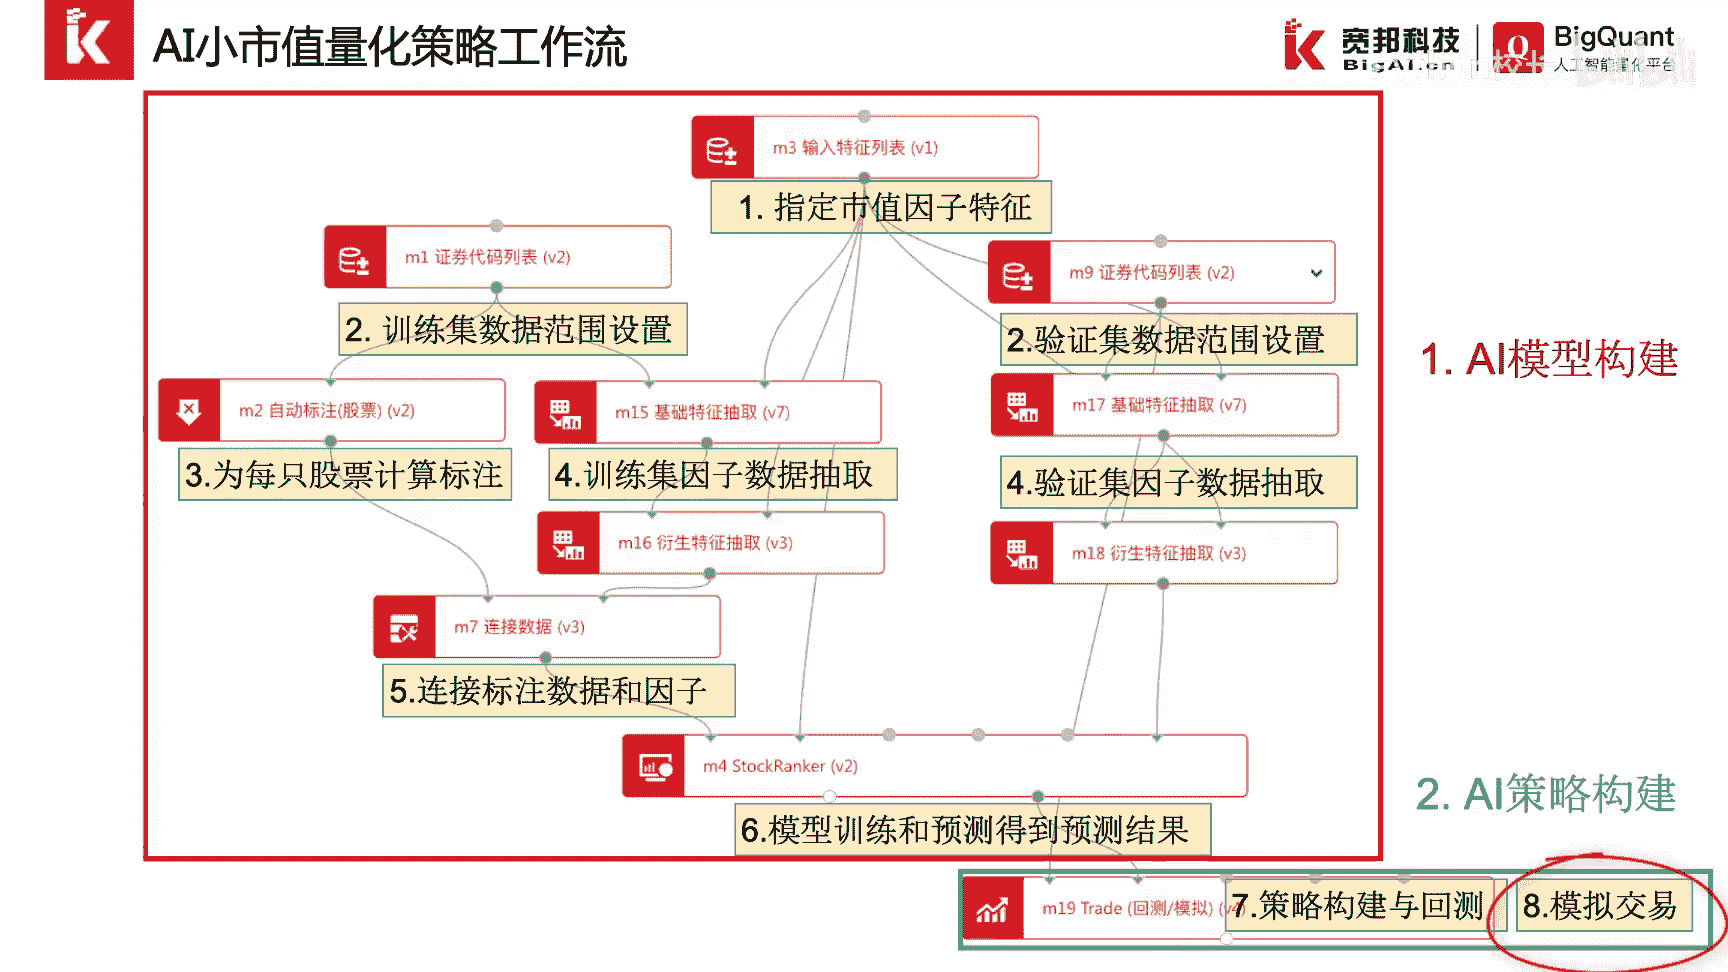 AI小市值量化策略工作流
宽邦科技
BigAI.cn
BigQuant
人工智能量化平台
m3 输入特征列表 (v1)
1. 指定市值因子特征
m1 证券代码列表 (v2)
m9 证券代码列表 (v2)
2. 训练集数据范围设置
2.验证集数据范围设置
1. AI模型构建
m2 自动标注(股票) (v2)
m15 基础特征抽取 (v7)
m17 基础特征抽取 (v7)
3.为每只股票计算标注
4.训练集因子数据抽取
4.验证集因子数据抽取
m16 衍生特征抽取 (v3)
m18 衍生特征抽取 (v3)
m7 连接数据 (v3)
5.连接标注数据和因子
m4 StockRanker (v2)
2. AI策略构建
6.模型训练和预测得到预测结果
m19 Trade (回测/模拟) (v4)
7.策略构建与回测
8.模拟交易